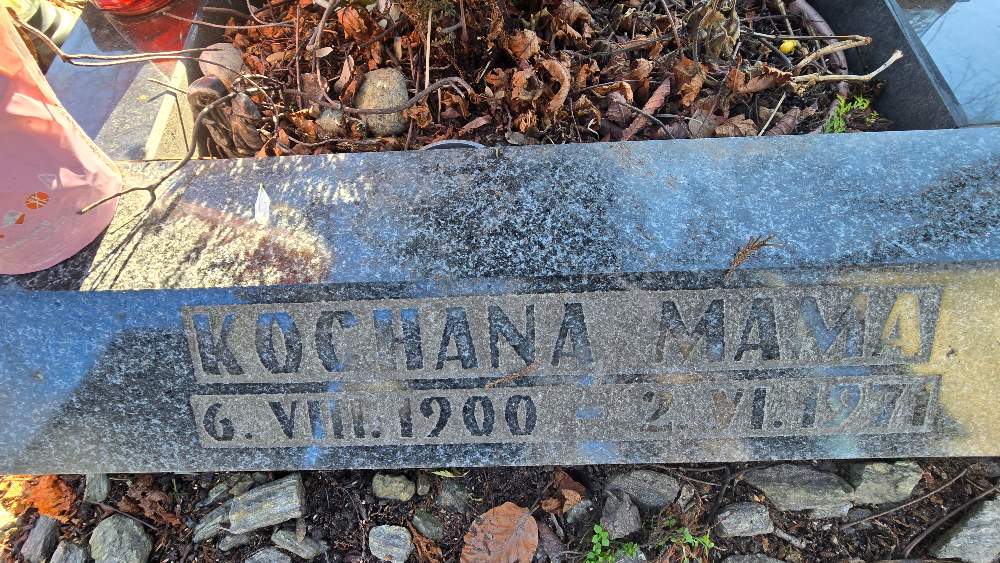 KOCHANA MAMA
6. VIII. 1900 – 2. VI. 1971